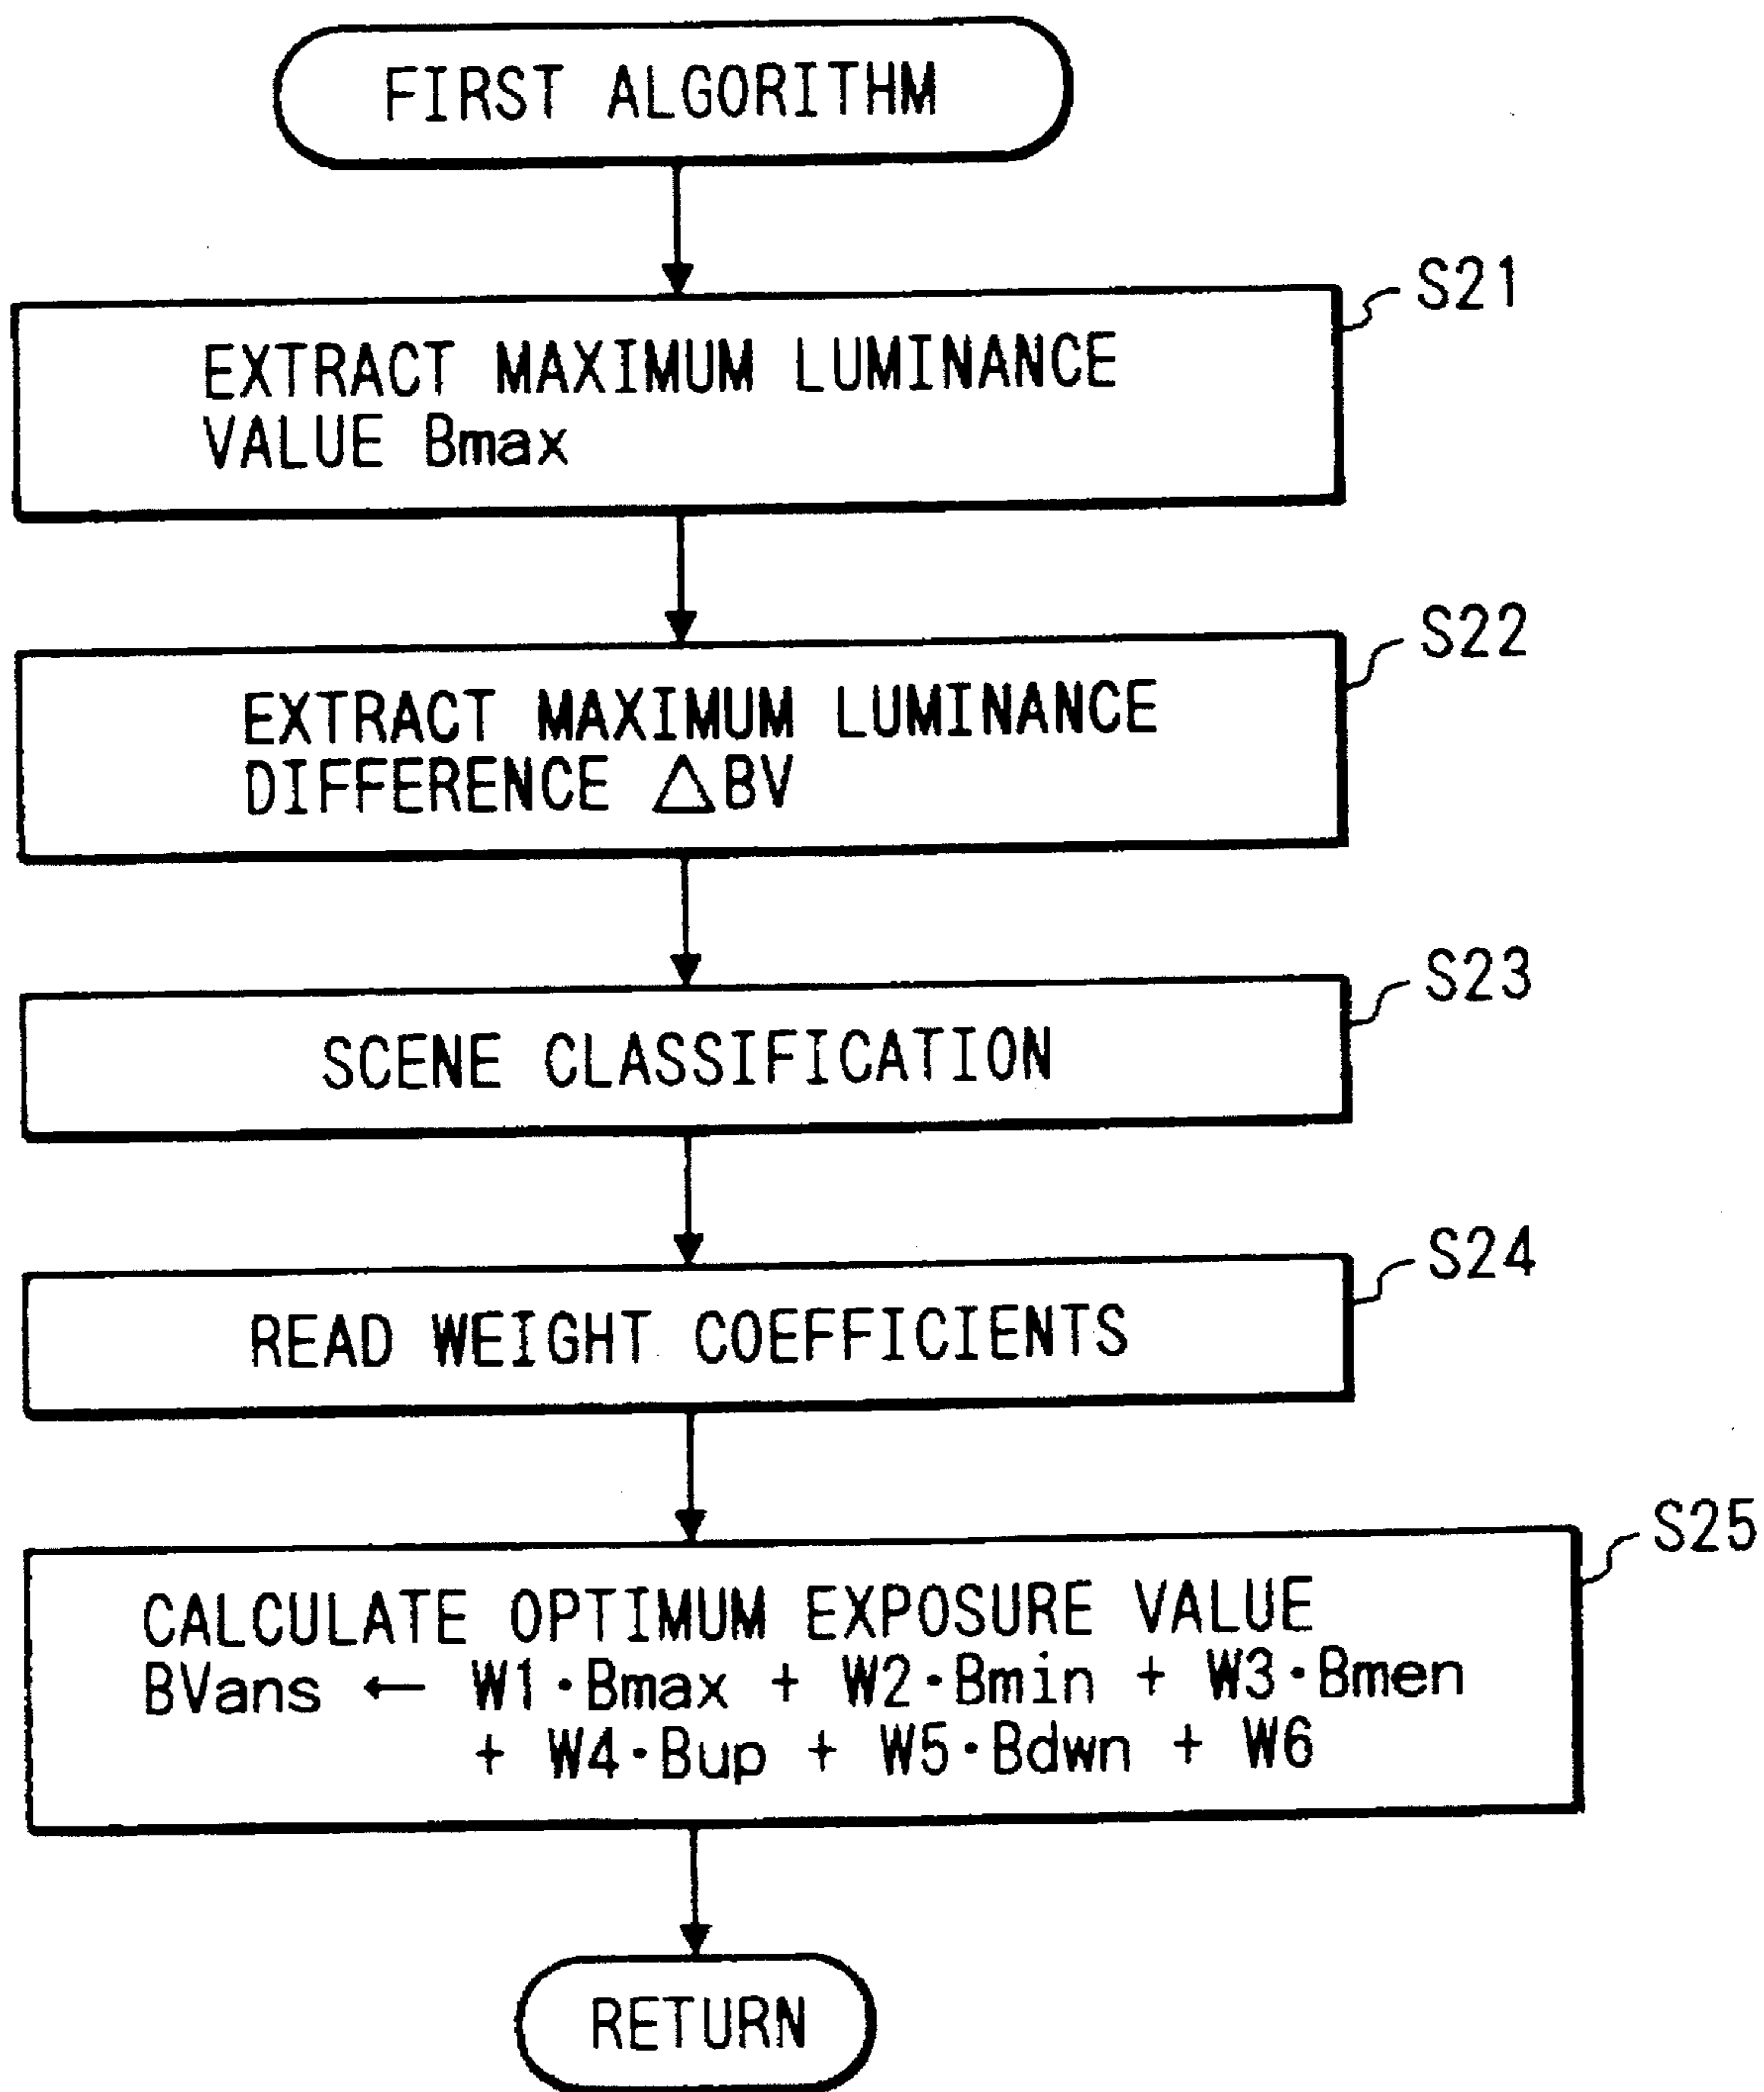 FIRST ALGORITHM
S21
EXTRACT MAXIMUM LUMINANCE
VALUE Bmax
S22
EXTRACT MAXIMUM LUMINANCE
DIFFERENCE △BV
S23
SCENE CLASSIFICATION
S24
READ WEIGHT COEFFICIENTS
S25
CALCULATE OPTIMUM EXPOSURE VALUE
BVans ← W1·Bmax + W2·Bmin + W3·Bmen
+ W4·Bup + W5·Bdwn + W6
RETURN